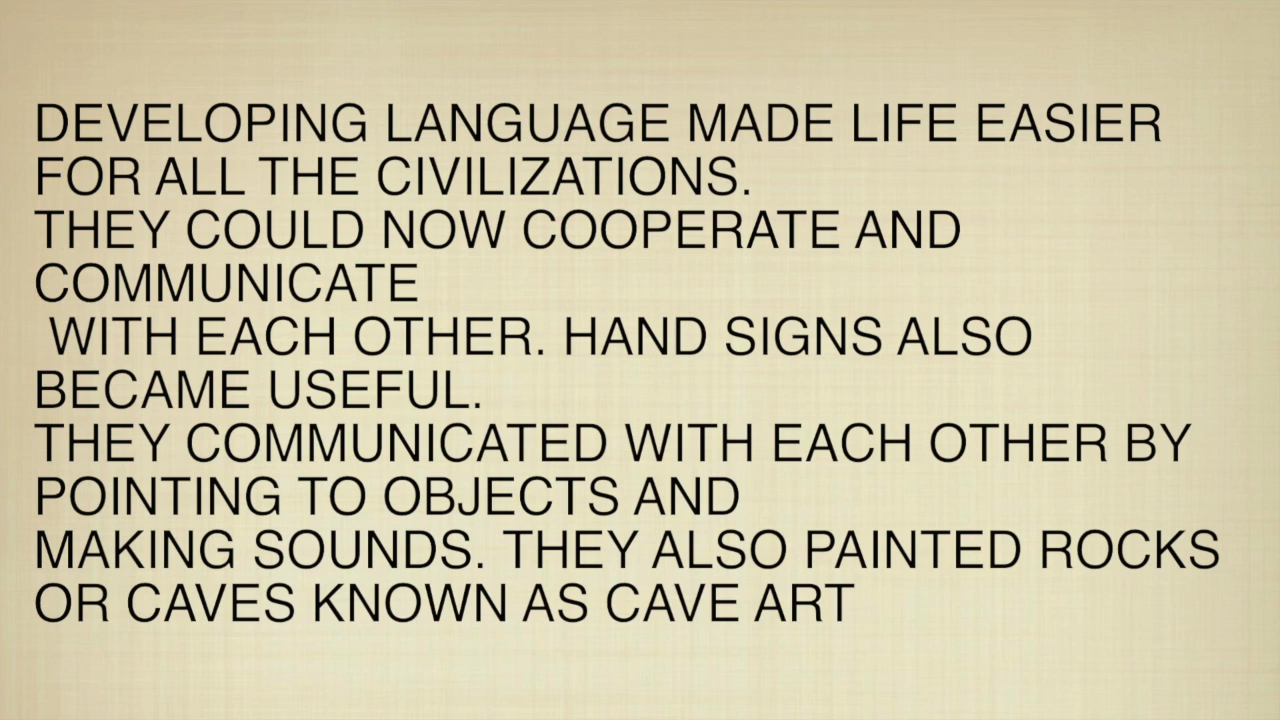 DEVELOPING LANGUAGE MADE LIFE EASIER
FOR ALL THE CIVILIZATIONS.
THEY COULD NOW COOPERATE AND
COMMUNICATE
WITH EACH OTHER. HAND SIGNS ALSO
BECAME USEFUL.
THEY COMMUNICATED WITH EACH OTHER BY
POINTING TO OBJECTS AND
MAKING SOUNDS. THEY ALSO PAINTED ROCKS
OR CAVES KNOWN AS CAVE ART